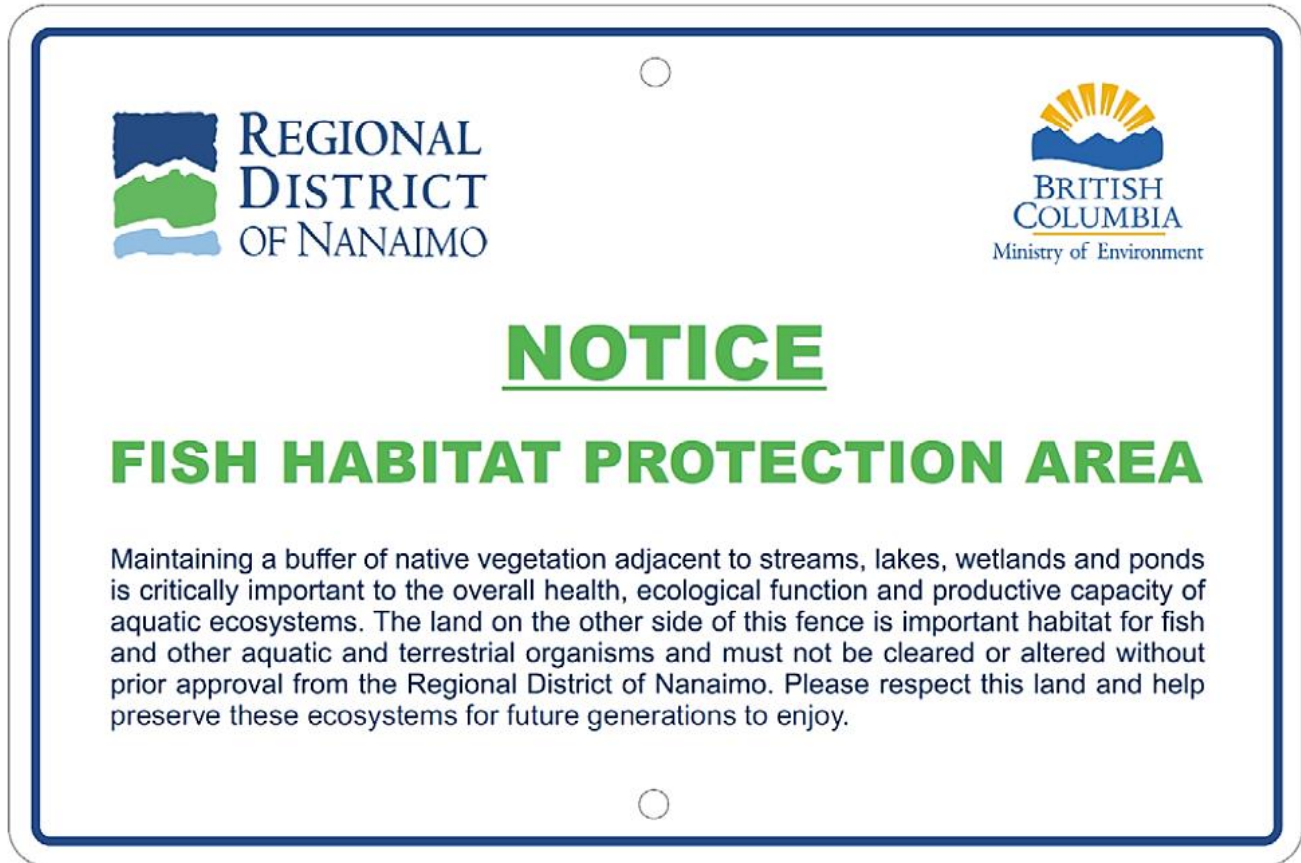 REGIONAL
DISTRICT
OF NANAIMO
BRITISH
COLUMBIA
Ministry of Environment
NOTICE
FISH HABITAT PROTECTION AREA
Maintaining a buffer of native vegetation adjacent to streams, lakes, wetlands and ponds
is critically important to the overall health, ecological function and productive capacity of
aquatic ecosystems. The land on the other side of this fence is important habitat for fish
and other aquatic and terrestrial organisms and must not be cleared or altered without
prior approval from the Regional District of Nanaimo. Please respect this land and help
preserve these ecosystems for future generations to enjoy.